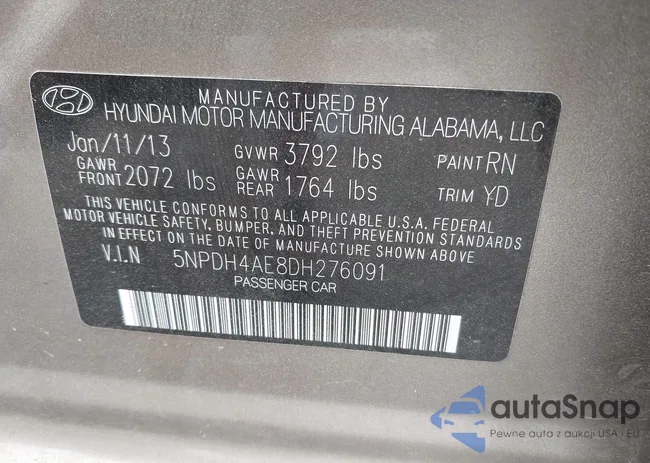 MANUFACTURED BY
HYUNDAI MOTOR MANUFACTURING ALABAMA, LLC
Jan/11/13 GVWR 3792 lbs PAINT RN
GAWR FRONT 2072 lbs GAWR REAR 1764 lbs TRIM YD
THIS VEHICLE CONFORMS TO ALL APPLICABLE U.S.A. FEDERAL
MOTOR VEHICLE SAFETY, BUMPER, AND THEFT PREVENTION STANDARDS
IN EFFECT ON THE DATE OF MANUFACTURE SHOWN ABOVE
V.I.N 5NPDH4AE8DH276091
PASSENGER CAR
autaSnap
Pewne auta z aukcji USA - EU